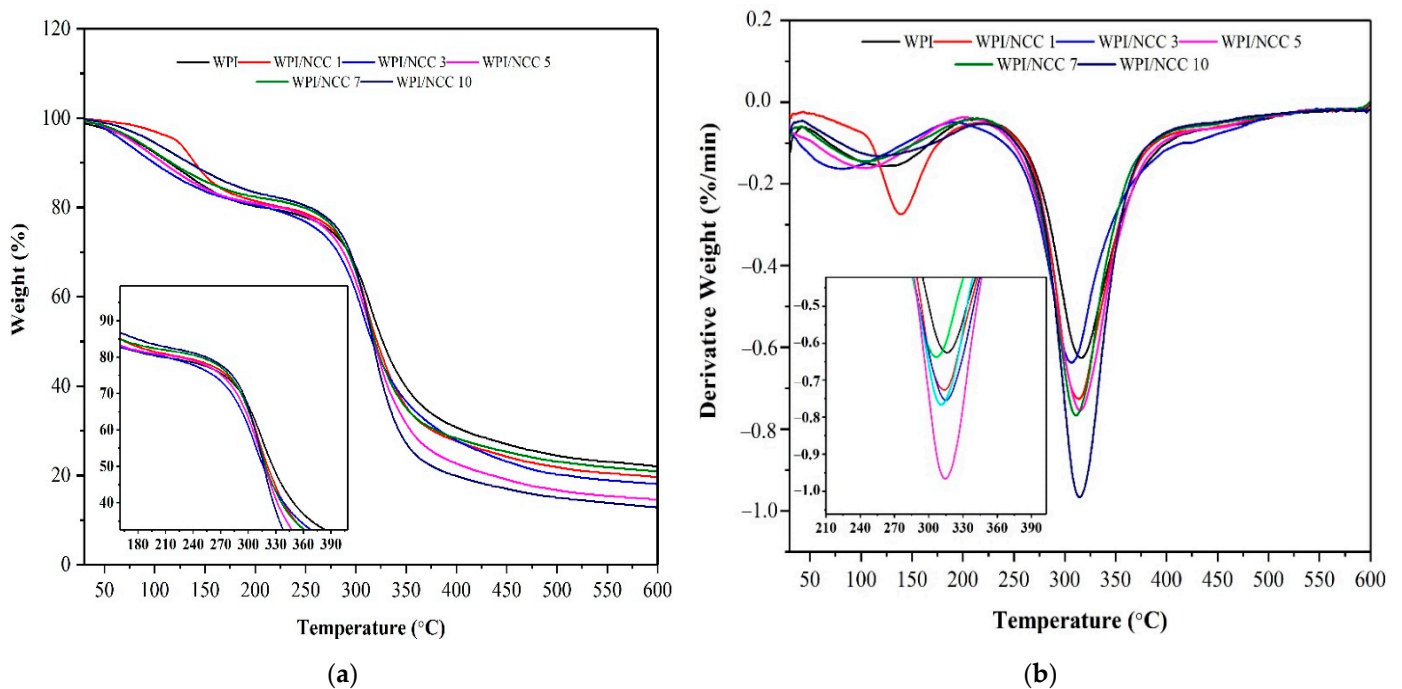 120
100
80
60
40
20
0
Weight (%)
WPI WPI/NCC 1 WPI/NCC 3 WPI/NCC 5
WPI/NCC 7 WPI/NCC 10
90
80
70
60
50
40
180 210 240 270 300 330 360 390
50 100 150 200 250 300 350 400 450 500 550 600
Temperature (°C)
(a)
0.2
0.0
−0.2
−0.4
−0.6
−0.8
−1.0
Derivative Weight (%/min)
WPI WPI/NCC 1 WPI/NCC 3 WPI/NCC 5
WPI/NCC 7 WPI/NCC 10
−0.5
−0.6
−0.7
−0.8
−0.9
−1.0
210 240 270 300 330 360 390
50 100 150 200 250 300 350 400 450 500 550 600
Temperature (°C)
(b)